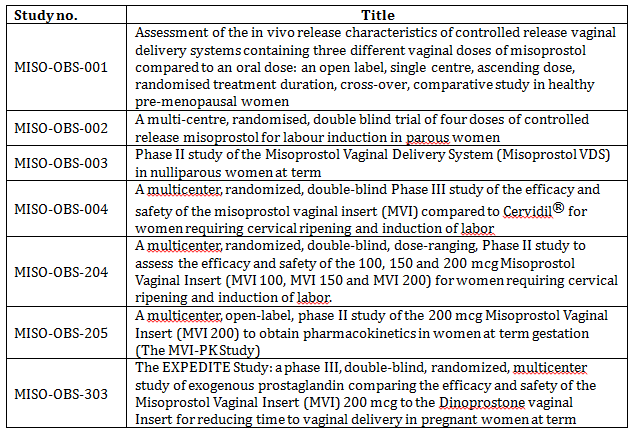 Study no. Title
Assessment of the in vivo release characteristics of controlled release vaginal
delivery systems containing three different vaginal doses of misoprostol
MISO-OBS-001 compared to an oral dose: an open label, single centre, ascending dose,
randomised treatment duration, cross-over, comparative study in healthy
pre-menopausal women
MISO-OBS-002 A multi-centre, randomised, double blind trial of four doses of controlled
release misoprostol for labour induction in parous women
MISO-OBS-003 Phase II study of the Misoprostol Vaginal Delivery System (Misoprostol VDS)
in nulliparous women at term
A multicenter, randomized, double-blind Phase III study of the efficacy and
MISO-OBS-004 safety of the misoprostol vaginal insert (MVI) compared to Cervidil® for
women requiring cervical ripening and induction of labor
A multicenter, randomized, double-blind, dose-ranging, Phase II study to
MISO-OBS-204 assess the efficacy and safety of the 100, 150 and 200 mcg Misoprostol
Vaginal Insert (MVI 100, MVI 150 and MVI 200) for women requiring cervical
ripening and induction of labor.
A multicenter, open-label, phase II study of the 200 mcg Misoprostol Vaginal
MISO-OBS-205 Insert (MVI 200) to obtain pharmacokinetics in women at term gestation
(The MVI-PK Study)
The EXPEDITE Study: a phase III, double-blind, randomized, multicenter
MISO-OBS-303 study of exogenous prostaglandin comparing the efficacy and safety of the
Misoprostol Vaginal Insert (MVI) 200 mcg to the Dinoprostone vaginal
Insert for reducing time to vaginal delivery in pregnant women at term